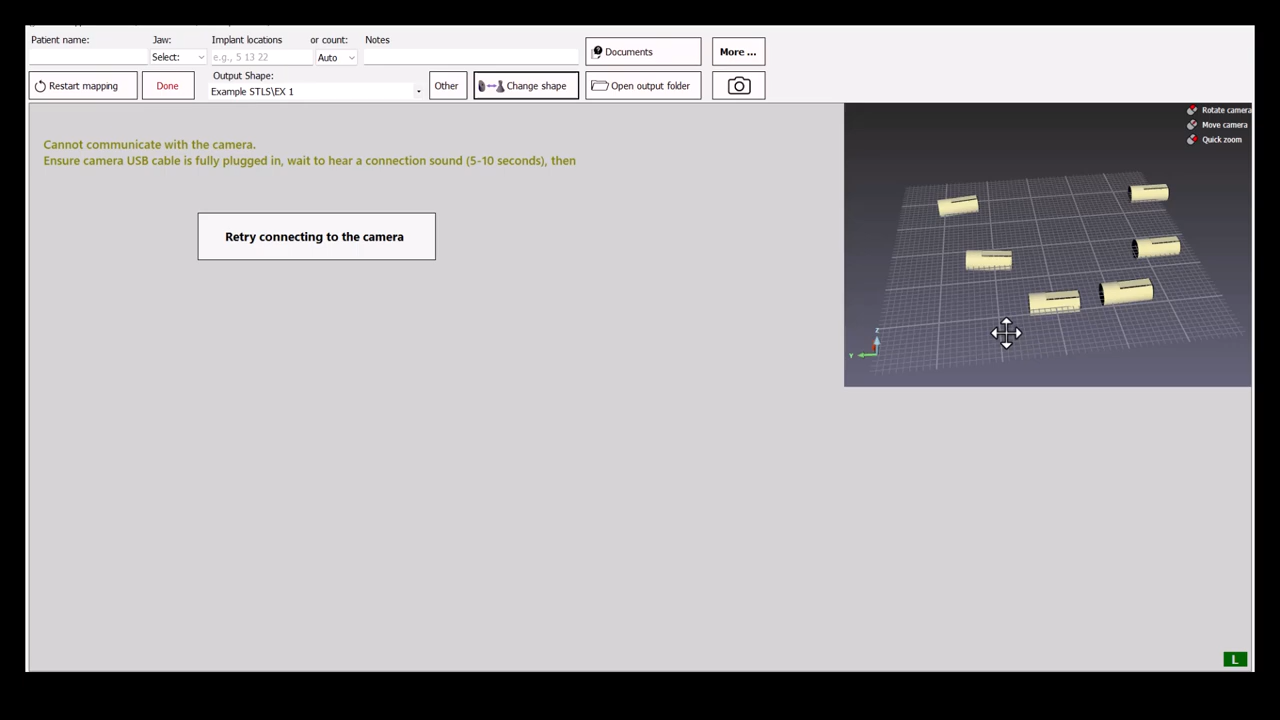 Patient name:
Jaw:
Implant locations
or count:
Notes
Select:
e.g., 5 13 22
Auto
Documents
More ...
Restart mapping
Done
Output Shape:
Example STLS\EX 1
Other
Change shape
Open output folder
Cannot communicate with the camera.
Ensure camera USB cable is fully plugged in, wait to hear a connection sound (5-10 seconds), then
Retry connecting to the camera
Rotate camera
Move camera
Quick zoom
Z
Y
L